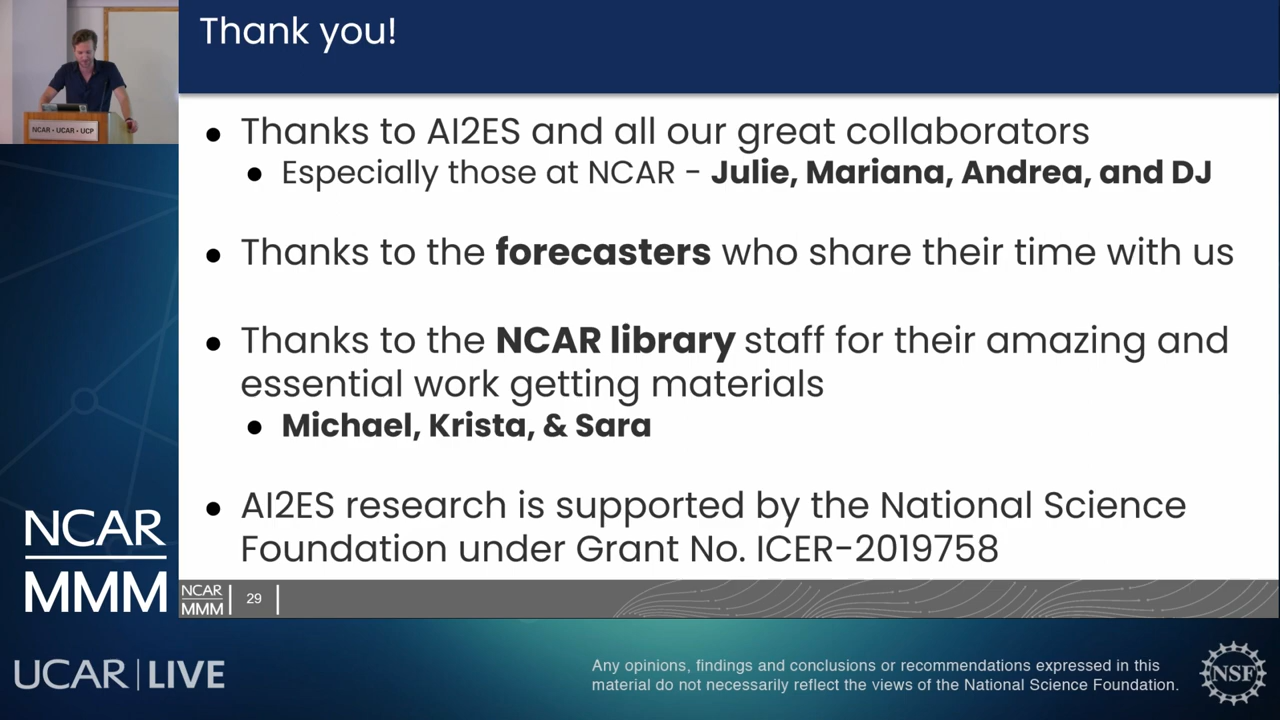 Thank you!
NCAR • UCAR • UCP
• Thanks to AI2ES and all our great collaborators
• Especially those at NCAR - Julie, Mariana, Andrea, and DJ
• Thanks to the forecasters who share their time with us
• Thanks to the NCAR library staff for their amazing and
essential work getting materials
• Michael, Krista, & Sara
• AI2ES research is supported by the National Science
Foundation under Grant No. ICER-2019758
NCAR
MMM
NCAR
MMM
29
UCAR | LIVE
Any opinions, findings and conclusions or recommendations expressed in this
material do not necessarily reflect the views of the National Science Foundation.
NSF